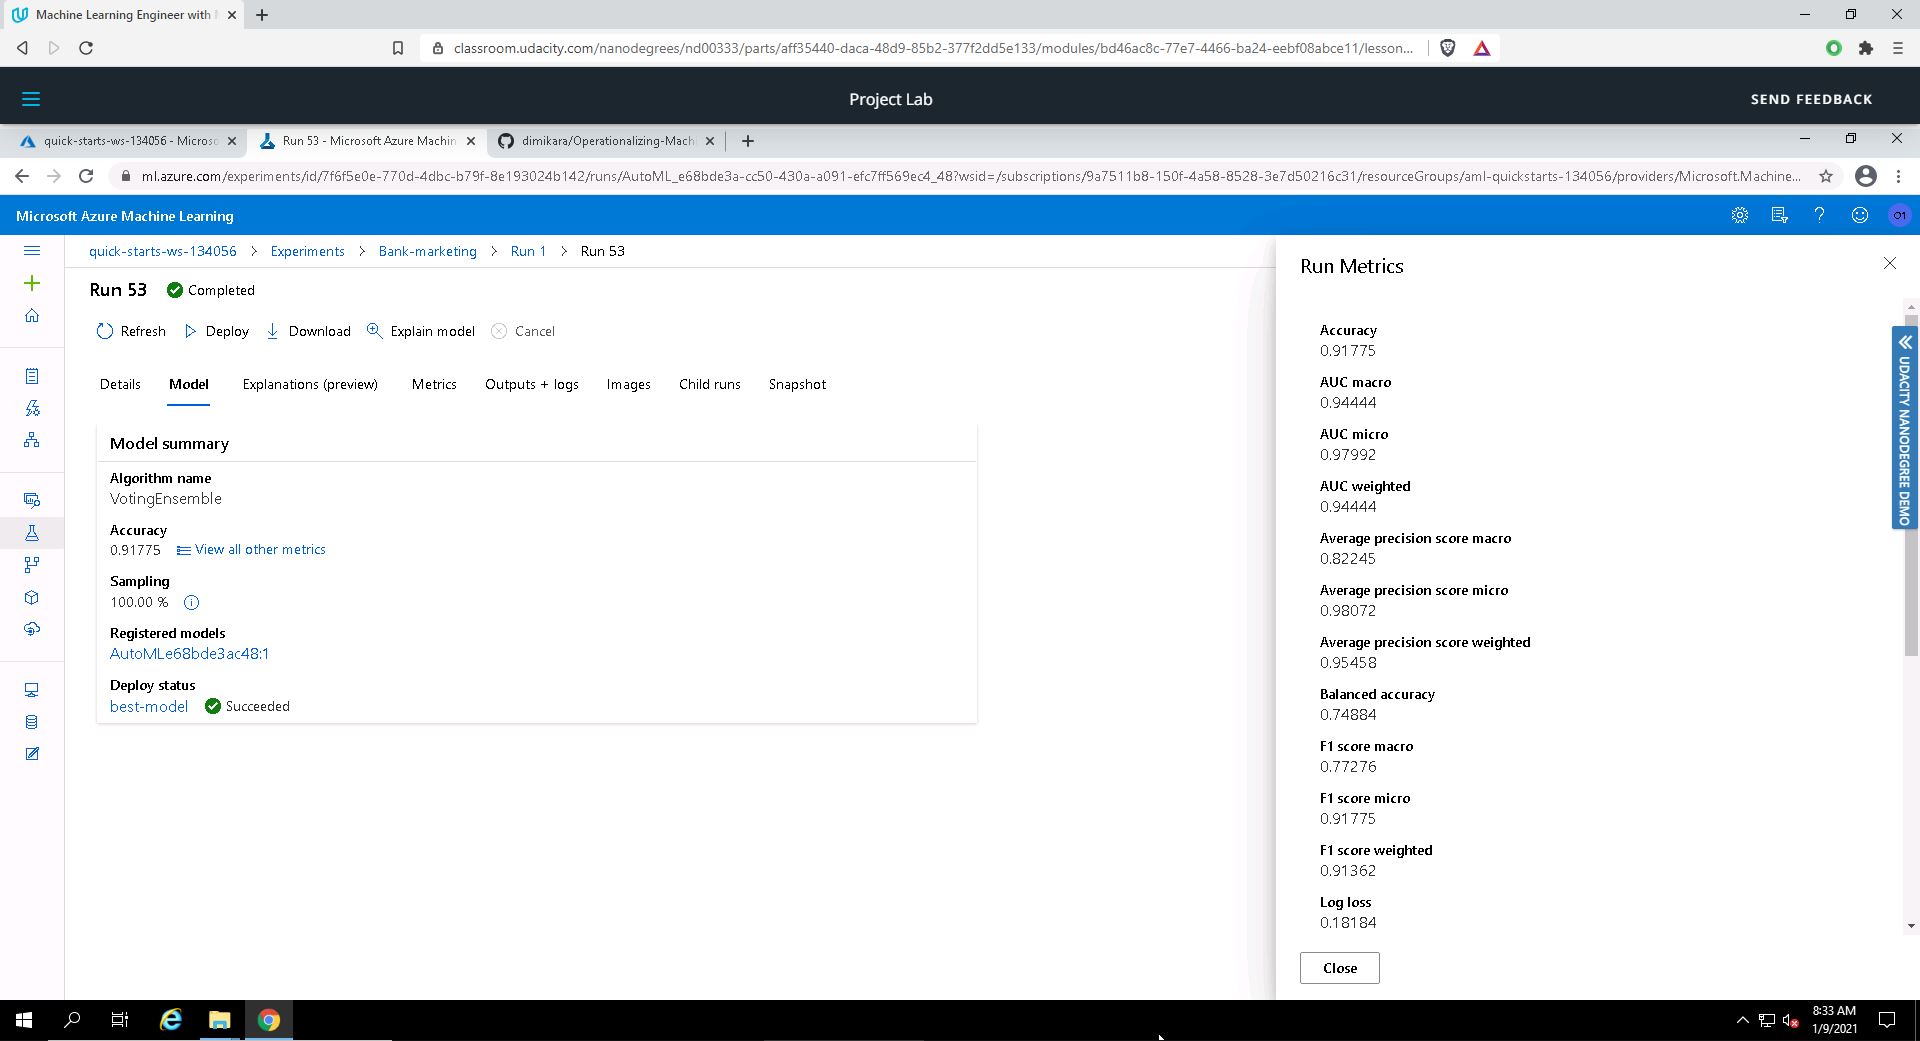 Machine Learning Engineer with
classroom.udacity.com/nanodegrees/nd00333/parts/aff35440-daca-48d9-85b2-377f2dd5e133/modules/bd46ac8c-77e7-4466-ba24-eebf08abce11/lesson...
Project Lab
SEND FEEDBACK
quick-starts-ws-134056 - Microso
Run 53 - Microsoft Azure Machin
dimikara/Operationalizing-Mach
ml.azure.com/experiments/id/7f6f5e0e-770d-4dbc-b79f-8e193024b142/runs/AutoML_e68bde3a-cc50-430a-a091-efc7ff569ec4_48?wsid=/subscriptions/9a7511b8-150f-4a58-8528-3e7d50216c31/resourceGroups/aml-quickstarts-134056/providers/Microsoft.Machine...
Microsoft Azure Machine Learning
O1
quick-starts-ws-134056 > Experiments > Bank-marketing > Run 1 > Run 53
Run 53 Completed
Refresh Deploy Download Explain model Cancel
Details Model Explanations (preview) Metrics Outputs + logs Images Child runs Snapshot
Model summary
Algorithm name
VotingEnsemble
Accuracy
0.91775 View all other metrics
Sampling
100.00 %
Registered models
AutoMLe68bde3ac48:1
Deploy status
best-model Succeeded
Run Metrics
Accuracy
0.91775
AUC macro
0.94444
AUC micro
0.97992
AUC weighted
0.94444
Average precision score macro
0.82245
Average precision score micro
0.98072
Average precision score weighted
0.95458
Balanced accuracy
0.74884
F1 score macro
0.77276
F1 score micro
0.91775
F1 score weighted
0.91362
Log loss
0.18184
Close
UDACITY NANODEGREE DEMO
8:33 AM
1/9/2021